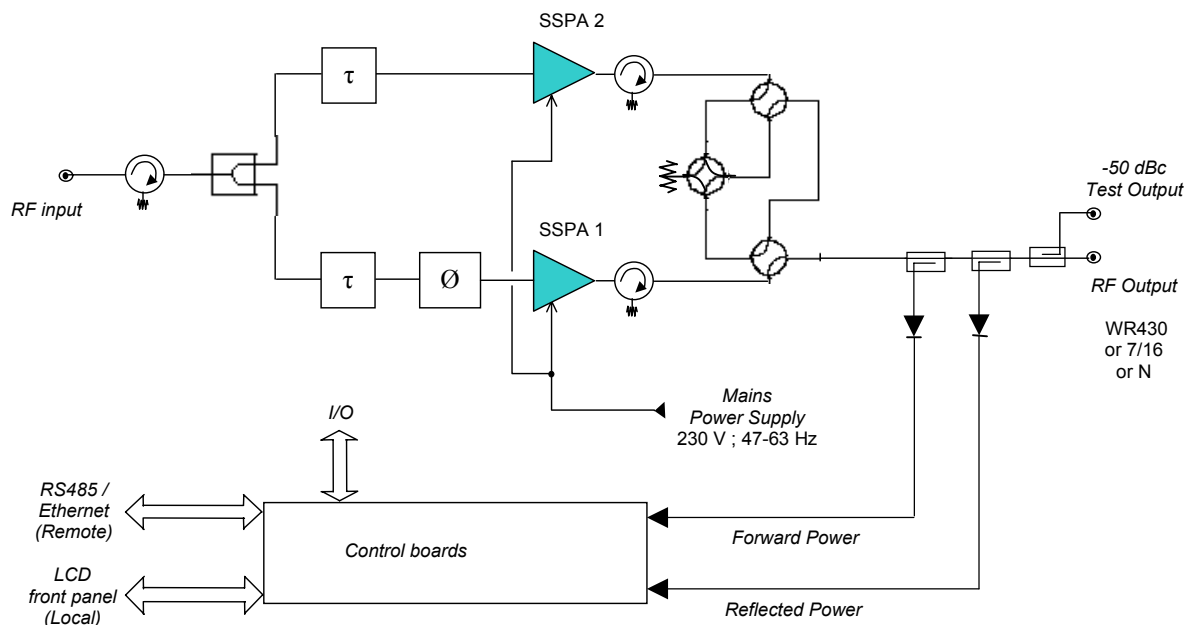 SSPA 2
τ
-50 dBc
Test Output
RF input
SSPA 1
τ
Ø
RF Output
WR430
or 7/16
or N
Mains
Power Supply
230 V ; 47-63 Hz
I/O
RS485 /
Ethernet
(Remote)
Control boards
Forward Power
LCD
front panel
(Local)
Reflected Power